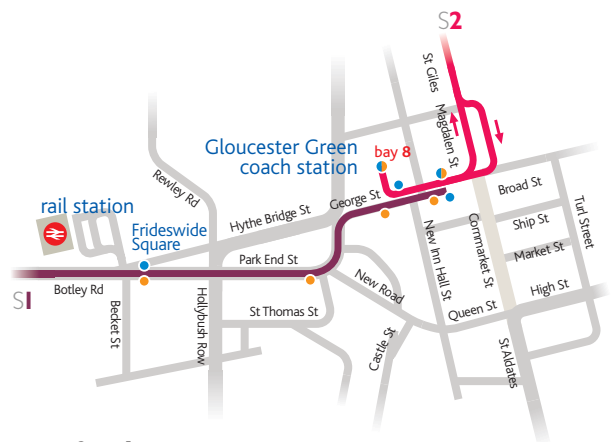 S2
St Giles
Magdalen St
Gloucester Green
coach station
bay 8
Rewley Rd
George St
Broad St
Turl Street
rail station
Hythe Bridge St
Ship St
Frideswide
Square
New Inn Hall St
Cornmarket St
Market St
Park End St
High St
S1
Botley Rd
New Road
Becket St
Hollybush Row
St Thomas St
Queen St
Castle St
St Aldates